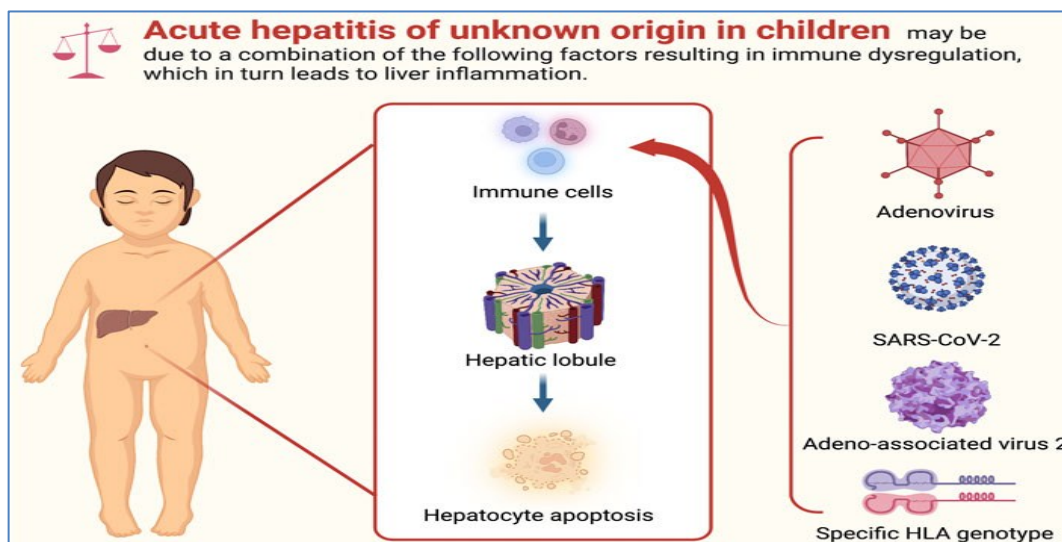 Acute hepatitis of unknown origin in children may be
due to a combination of the following factors resulting in immune dysregulation,
which in turn leads to liver inflammation.
Immune cells
Hepatic lobule
Hepatocyte apoptosis
Adenovirus
SARS-CoV-2
Adeno-associated virus 2
Specific HLA genotype